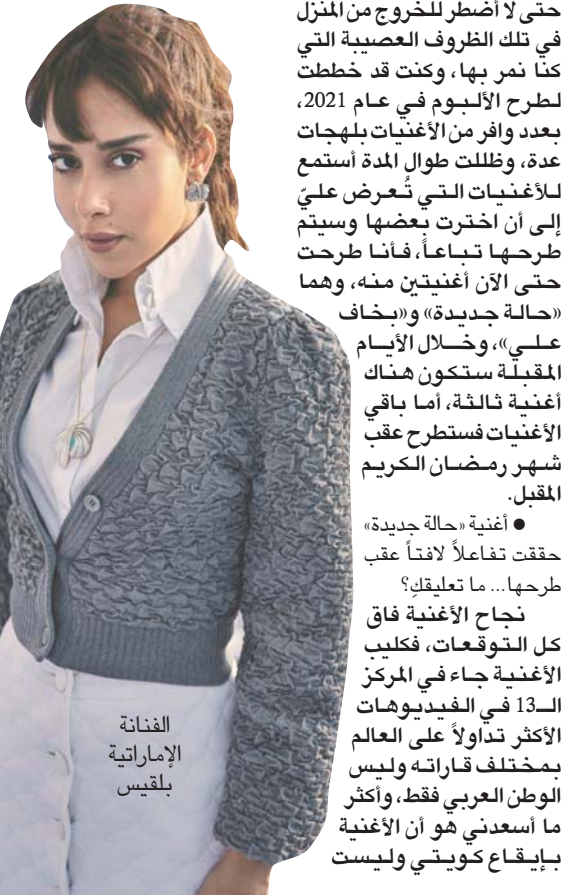 حتى لا أضطر للخروج من المنزل
في تلك الظروف العصيبة التي
كنا نمر بها، وكنت قد خططت
لطرح الألبوم في عام 2021،
بعدد وافر من الأغنيات بلهجات
عدة، وظللت طوال المدة أستمع
للأغنيات التي تُعرض عليّ
إلى أن اخترت بعضها وسيتم
طرحها تباعاً، فأنا طرحت
حتى الآن أغنيتين منه، وهما
«حالة جديدة» و«بخاف
علي»، وخلال الأيام
المقبلة ستكون هناك
أغنية ثالثة، أما باقي
الأغنيات فستطرح عقب
شهر رمضان الكريم
المقبل.
● أغنية «حالة جديدة»
حققت تفاعلاً لافتاً عقب
طرحها... ما تعليقكِ؟
نجاح الأغنية فاق
كل التوقعات، فكليب
الأغنية جاء في المركز
الـ13 في الفيديوهات
الأكثر تداولاً على العالم
بمختلف قاراته وليس
الوطن العربي فقط، وأكثر
ما أسعدني هو أن الأغنية
بإيقاع كويتي وليست
الفنانة
الإماراتية
بلقيس